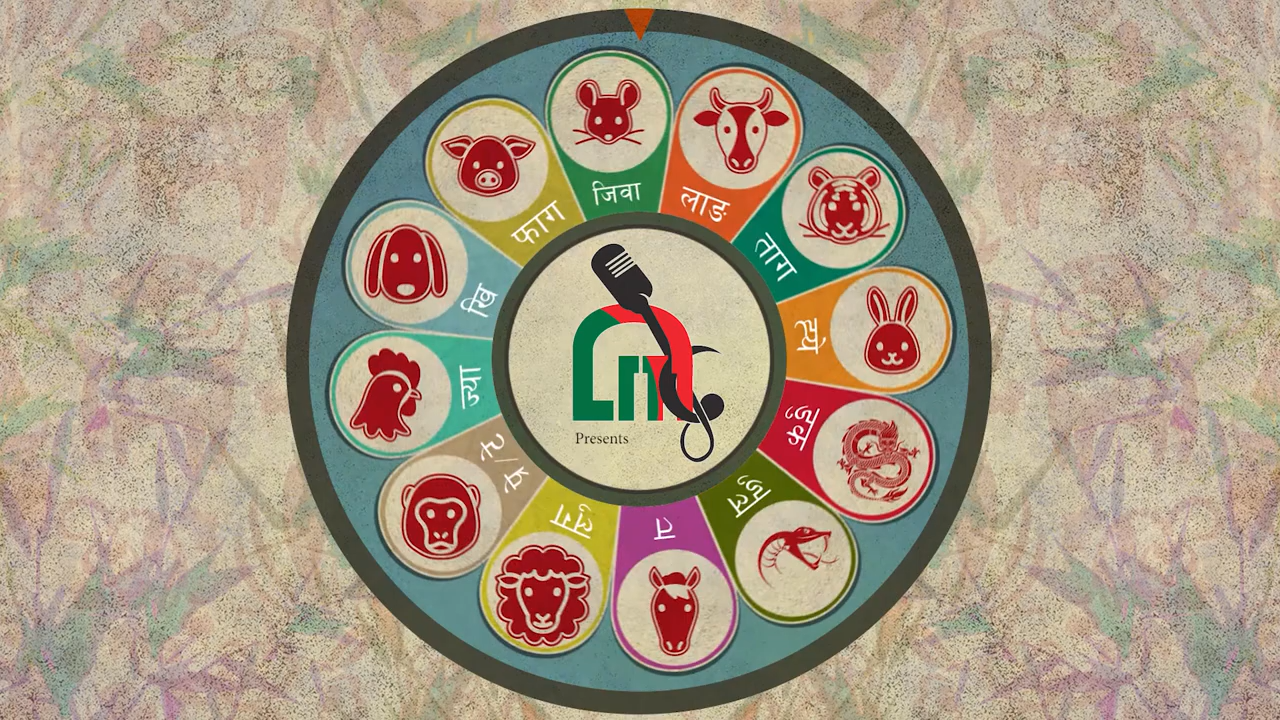 जिवा
लाङ
ताग
डुक
डुल
त
लुग
प्र/र
ज्या
खि
फाग
Presents